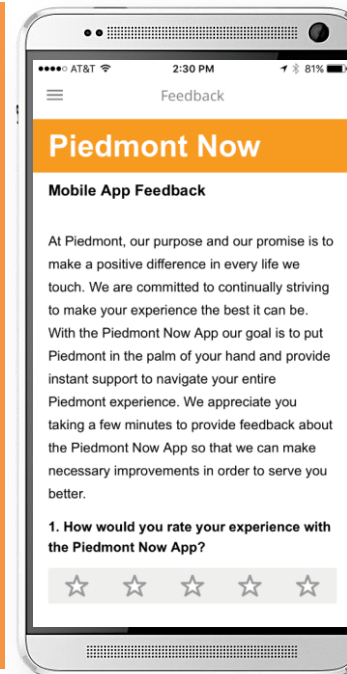 AT&T 2:30 PM 81%
Feedback
Piedmont Now
Mobile App Feedback
At Piedmont, our purpose and our promise is to
make a positive difference in every life we
touch. We are committed to continually striving
to make your experience the best it can be.
With the Piedmont Now App our goal is to put
Piedmont in the palm of your hand and provide
instant support to navigate your entire
Piedmont experience. We appreciate you
taking a few minutes to provide feedback about
the Piedmont Now App so that we can make
necessary improvements in order to serve you
better.
1. How would you rate your experience with
the Piedmont Now App?